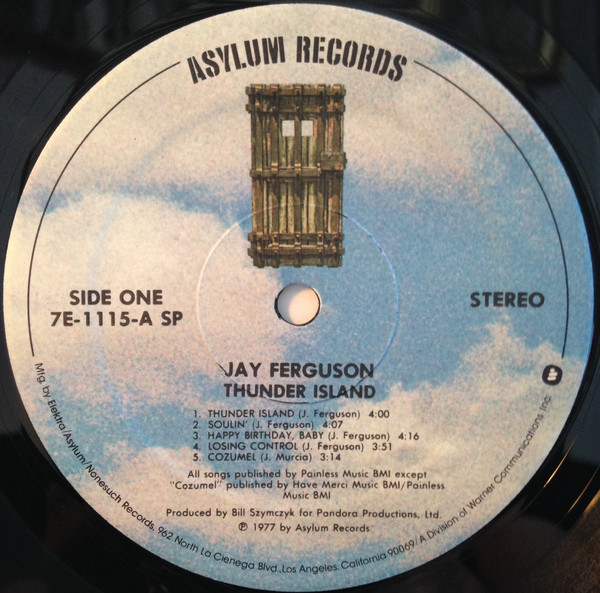 ASYLUM RECORDS
SIDE ONE
7E-1115-A SP
STEREO
JAY FERGUSON
THUNDER ISLAND
1. THUNDER ISLAND (J. Ferguson) 4:00
2. SOULIN' (J. Ferguson) 4:07
3. HAPPY BIRTHDAY, BABY (J. Ferguson) 4:16
4. LOSING CONTROL (J. Ferguson) 3:51
5. COZUMEL (J. Murcia) 3:14
All songs published by Painless Music BMI except
"Cozumel" published by Have Merci Music BMI/Painless
Music BMI
Produced by Bill Szymczyk for Pandora Productions, Ltd.
℗ 1977 by Asylum Records
Mfg. by Elektra/Asylum/Nonesuch Records, 962 North La Cienega Blvd., Los Angeles, California 90069/A Division of Warner Communications Inc.